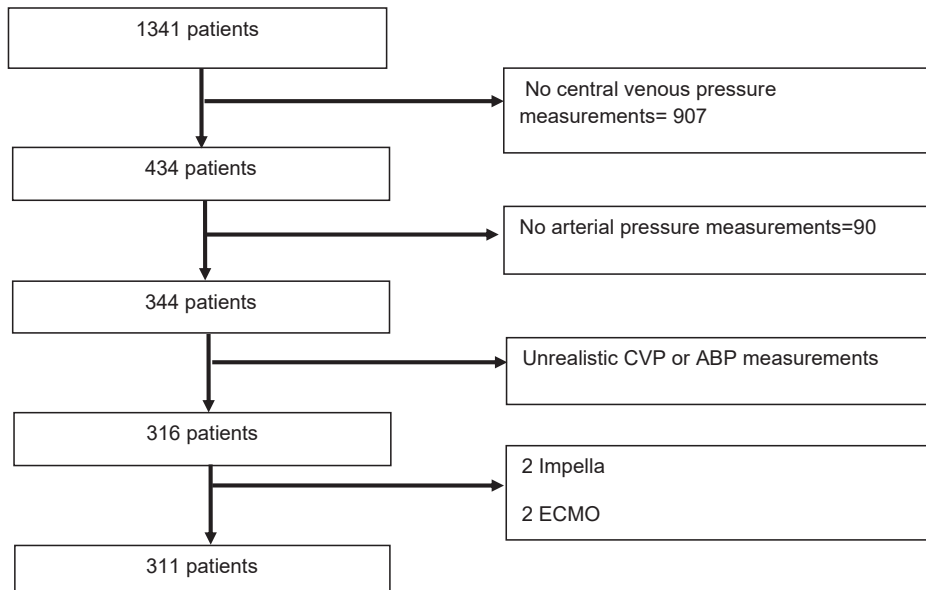 1341 patients
No central venous pressure
measurements= 907
434 patients
No arterial pressure measurements=90
344 patients
Unrealistic CVP or ABP measurements
316 patients
2 Impella
2 ECMO
311 patients